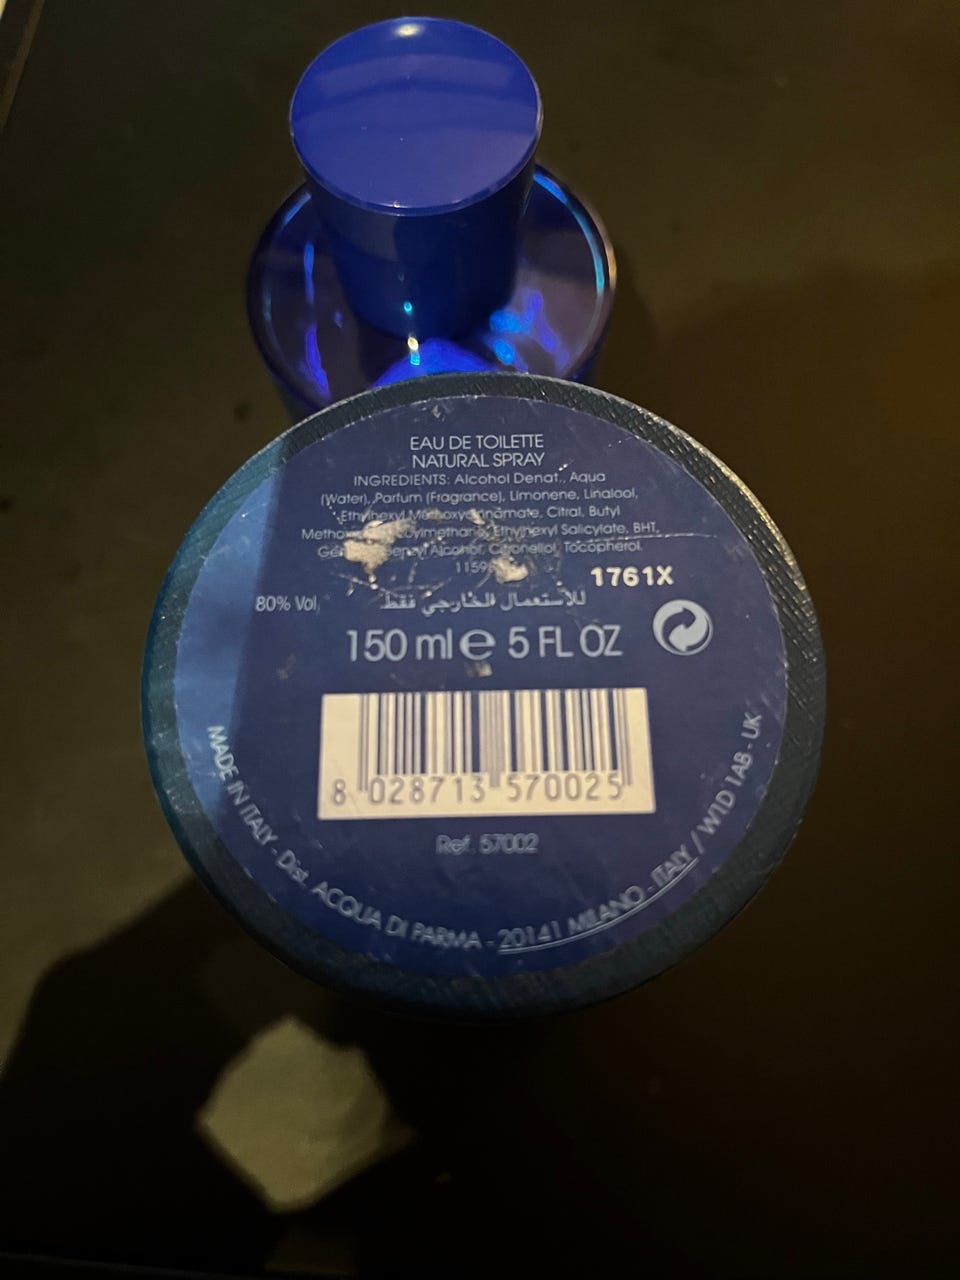 EAU DE TOILETTE
NATURAL SPRAY
INGREDIENTS: Alcohol Denat., Aqua
(Water), Parfum (Fragrance), Limonene, Linalool,
Ethylhexyl Methoxycinnamate, Citral, Butyl
Ethylhexyl Salicylate, BHT,
Alcohol, Citronellol, Tocopherol.
1761X
80% Vol
للاستعمال الخارجي فقط
150 ml e 5 FL OZ
8 028713 570025
Ref. 57002
MADE IN ITALY - Dist. ACQUA DI PARMA - 20141 MILANO - ITALY / W1D 1AB - UK